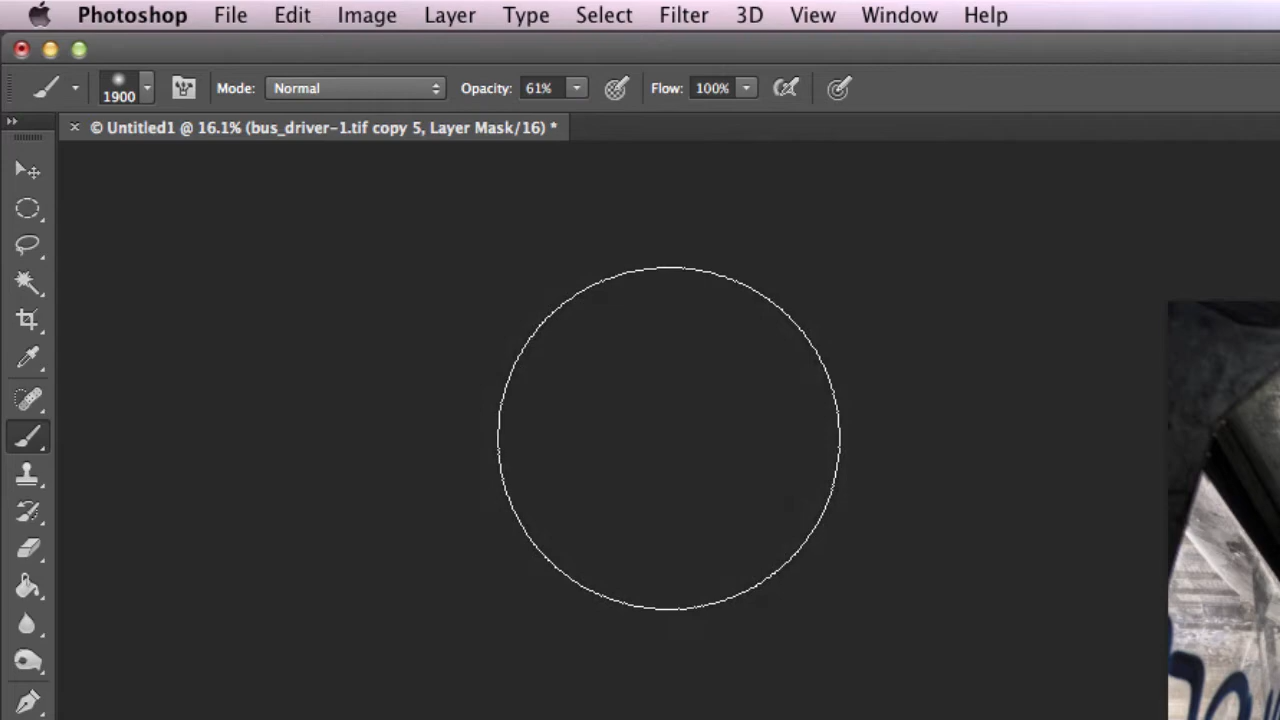 Photoshop File Edit Image Layer Type Select Filter 3D View Window Help
1900 Mode: Normal Opacity: 61% Flow: 100%
© Untitled1 @ 16.1% (bus_driver-1.tif copy 5, Layer Mask/16) *